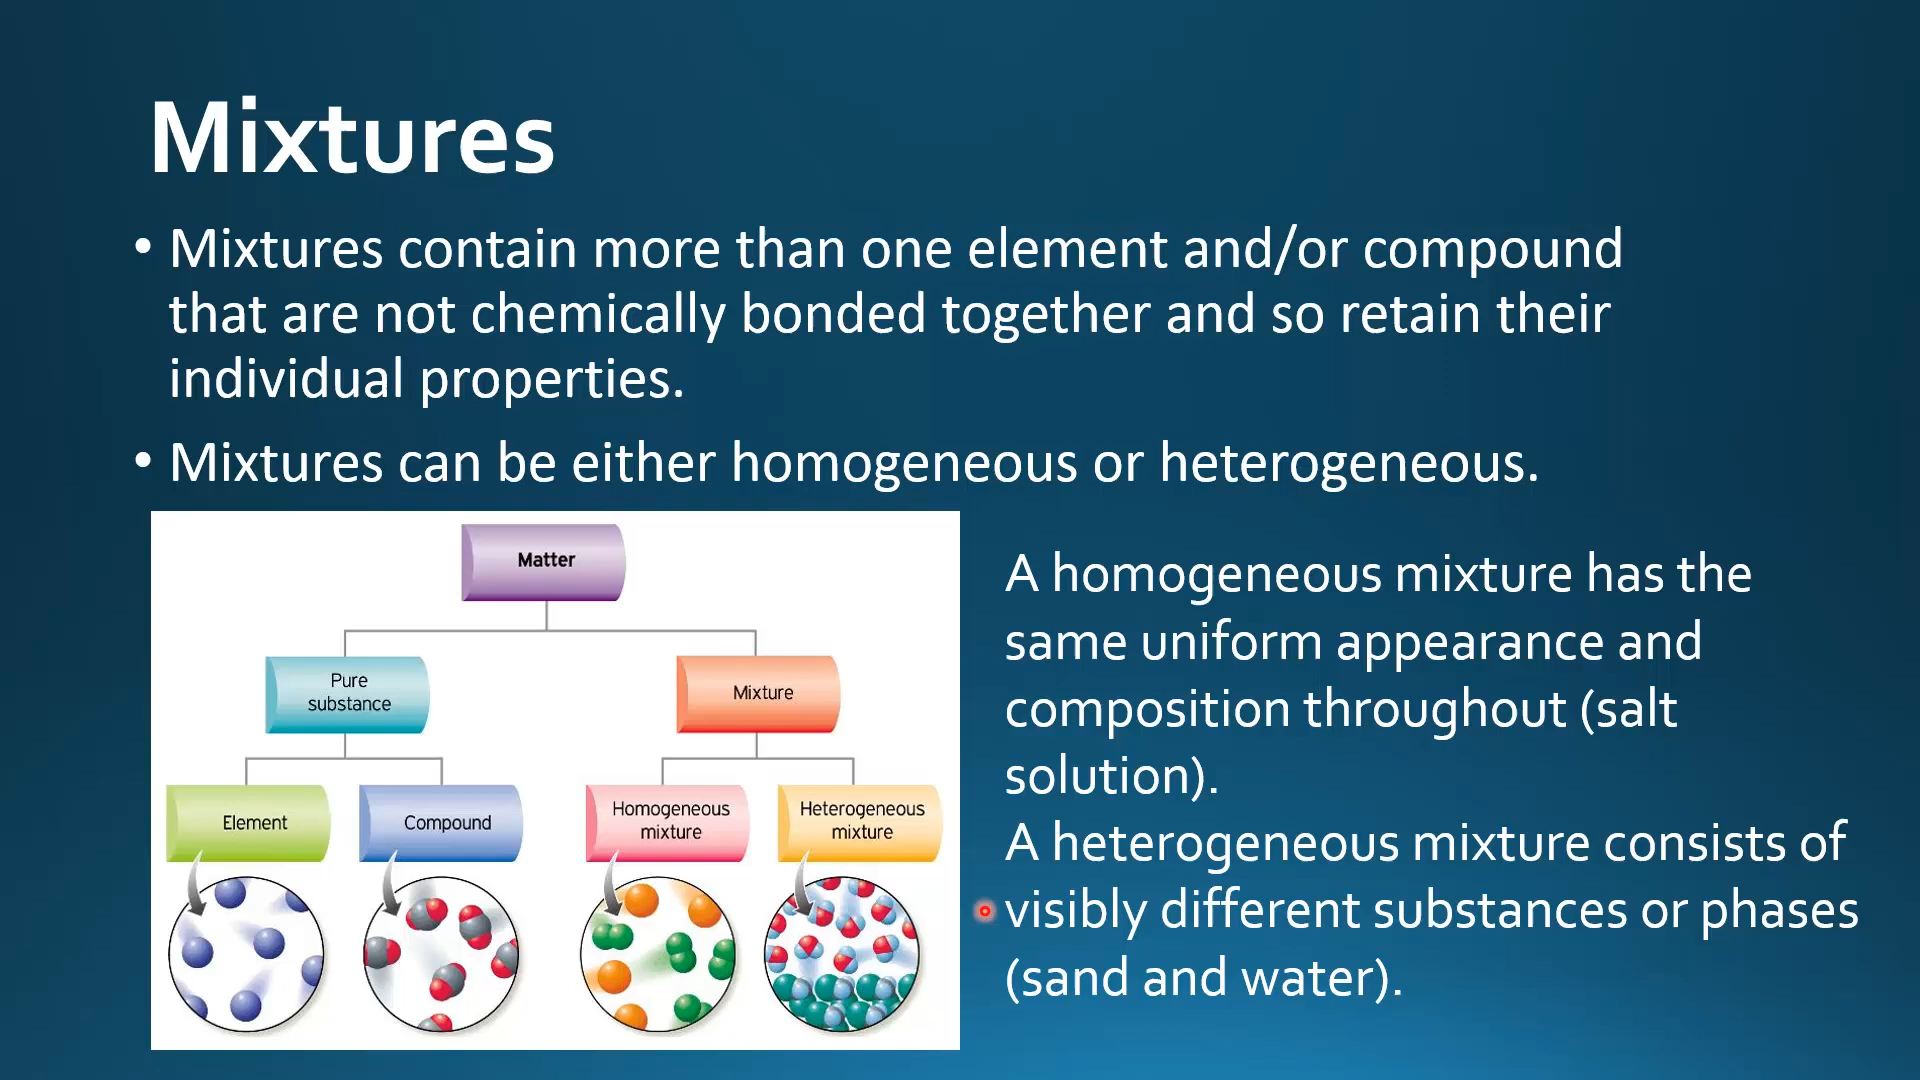 Mixtures
• Mixtures contain more than one element and/or compound
that are not chemically bonded together and so retain their
individual properties.
• Mixtures can be either homogeneous or heterogeneous.
Matter
Pure
substance
Mixture
Element
Compound
Homogeneous
mixture
Heterogeneous
mixture
A homogeneous mixture has the
same uniform appearance and
composition throughout (salt
solution).
A heterogeneous mixture consists of
visibly different substances or phases
(sand and water).